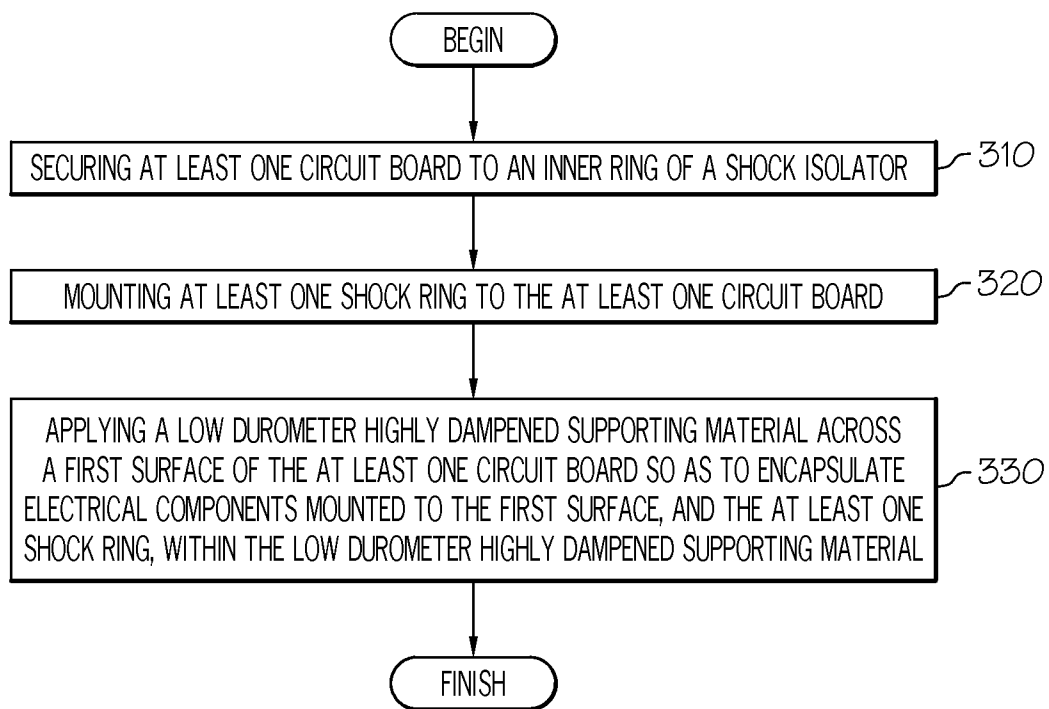 BEGIN
SECURING AT LEAST ONE CIRCUIT BOARD TO AN INNER RING OF A SHOCK ISOLATOR
310
MOUNTING AT LEAST ONE SHOCK RING TO THE AT LEAST ONE CIRCUIT BOARD
320
APPLYING A LOW DUROMETER HIGHLY DAMPENED SUPPORTING MATERIAL ACROSS
A FIRST SURFACE OF THE AT LEAST ONE CIRCUIT BOARD SO AS TO ENCAPSULATE
ELECTRICAL COMPONENTS MOUNTED TO THE FIRST SURFACE, AND THE AT LEAST ONE
SHOCK RING, WITHIN THE LOW DUROMETER HIGHLY DAMPENED SUPPORTING MATERIAL
330
FINISH